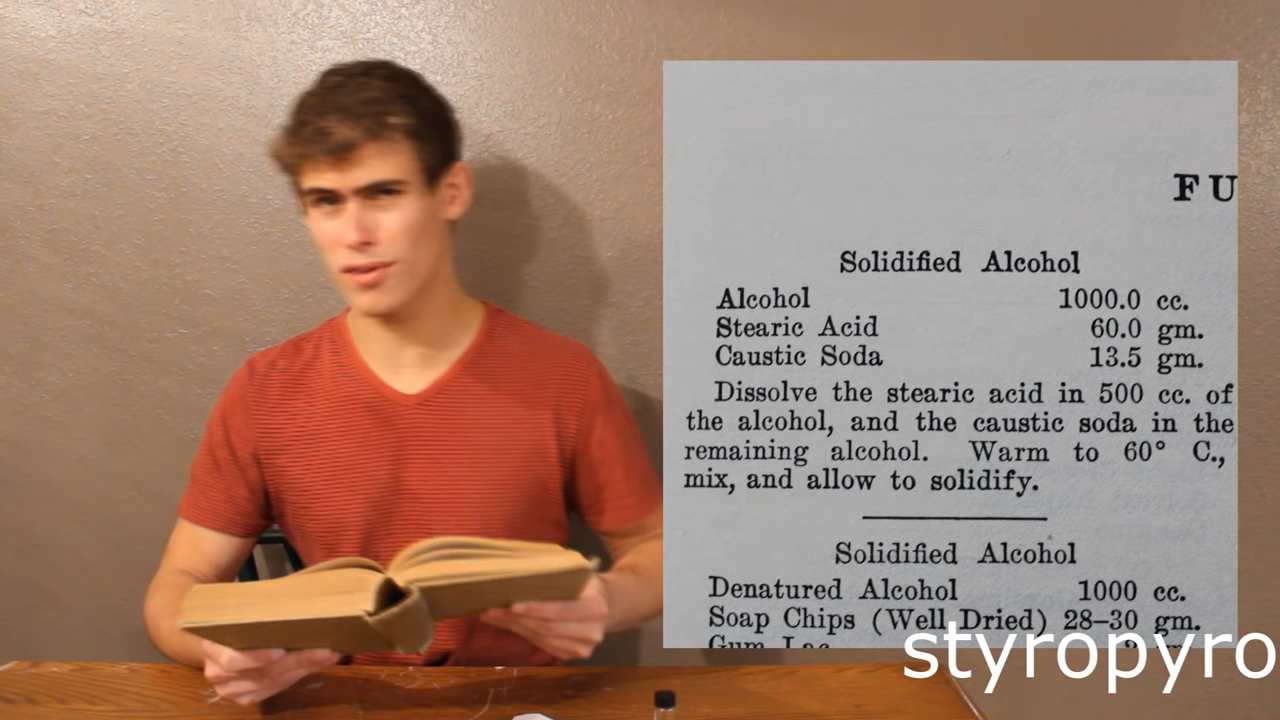 FU
Solidified Alcohol
Alcohol 1000.0 cc.
Stearic Acid 60.0 gm.
Caustic Soda 13.5 gm.
Dissolve the stearic acid in 500 cc. of
the alcohol, and the caustic soda in the
remaining alcohol. Warm to 60° C.,
mix, and allow to solidify.
Solidified Alcohol
Denatured Alcohol 1000 cc.
Soap Chips (Well Dried) 28–30 gm.
styropyro